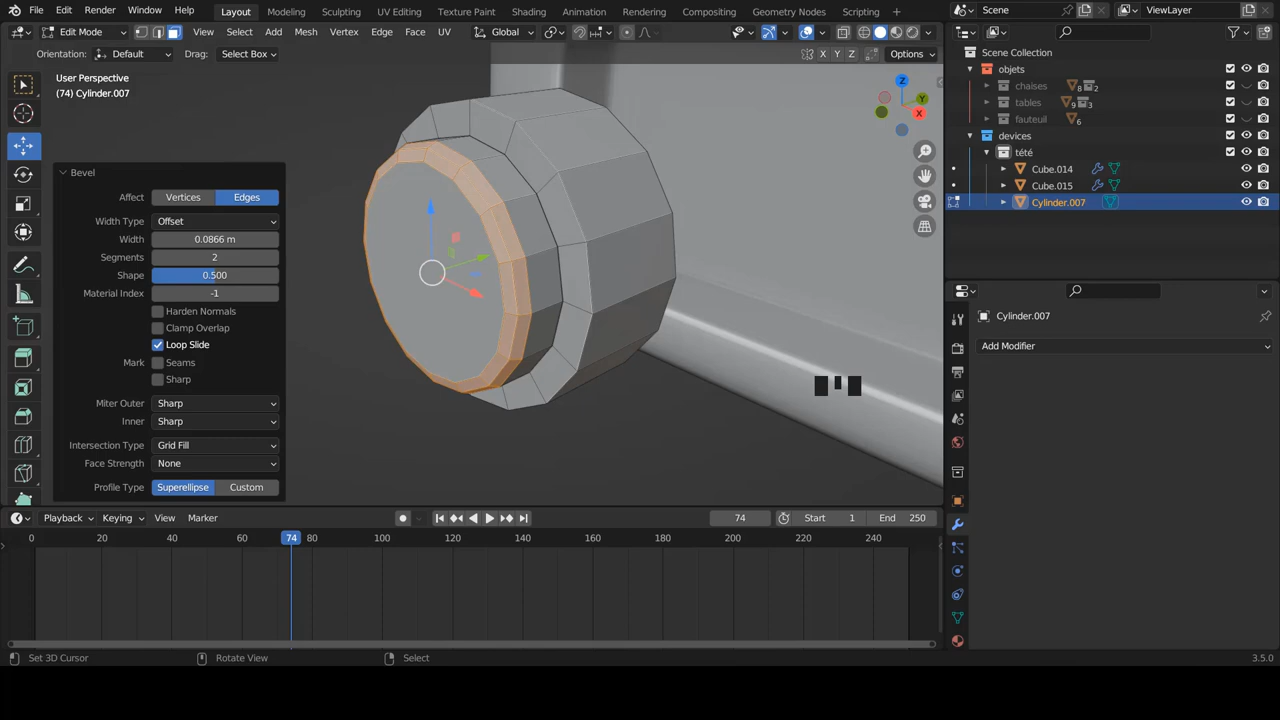 File Edit Render Window Help Layout Modeling Sculpting UV Editing Texture Paint Shading Animation Rendering Compositing Geometry Nodes Scripting + Scene ViewLayer
Edit Mode View Select Add Mesh Vertex Edge Face UV Global
Orientation: Default Drag: Select Box X Y Z Options
User Perspective
(74) Cylinder.007
Bevel
Affect Vertices Edges
Width Type Offset
Width 0.0866 m
Segments 2
Shape 0.500
Material Index -1
Harden Normals
Clamp Overlap
Loop Slide
Mark Seams
Sharp
Miter Outer Sharp
Inner Sharp
Intersection Type Grid Fill
Face Strength None
Profile Type Superellipse Custom
Z
Y
X
Scene Collection
objets
chaises 8 2
tables 9 3
fauteuil 6
devices
tété
Cube.014
Cube.015
Cylinder.007
Cylinder.007
Add Modifier
Playback Keying View Marker 74 Start 1 End 250
0 20 40 60 74 80 100 120 140 160 180 200 220 240
Set 3D Cursor Rotate View Select 3.5.0